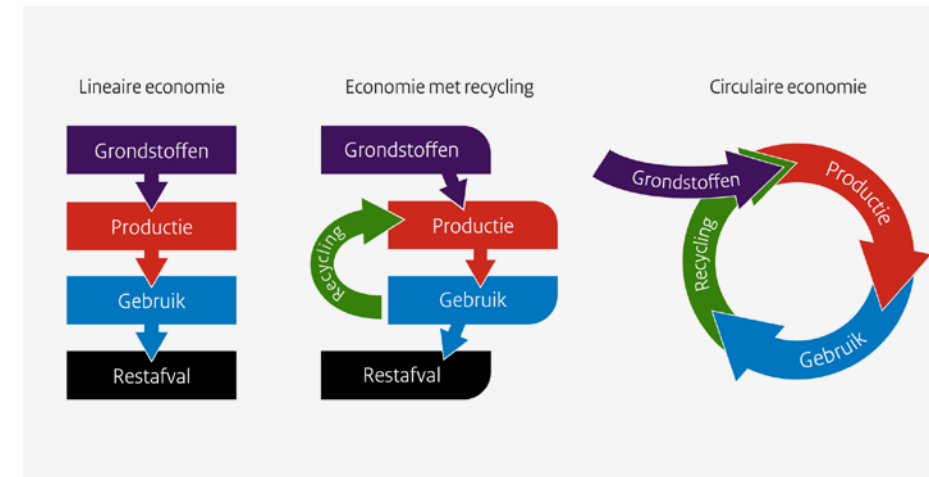 Lineaire economie
Grondstoffen
Productie
Gebruik
Restafval
Economie met recycling
Grondstoffen
Productie
Recycling
Gebruik
Restafval
Circulaire economie
Grondstoffen
Productie
Recycling
Gebruik